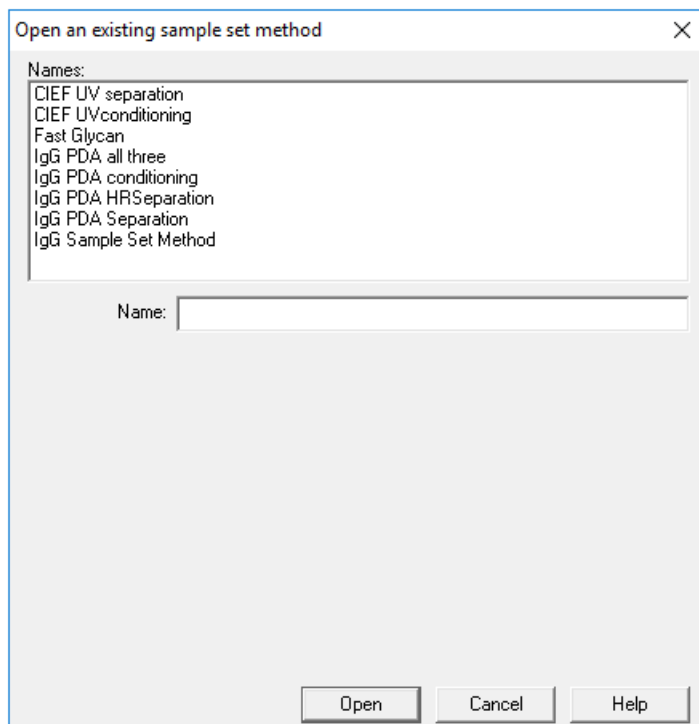 Open an existing sample set method
Names:
CIEF UV separation
CIEF UVconditioning
Fast Glycan
IgG PDA all three
IgG PDA conditioning
IgG PDA HRSeparation
IgG PDA Separation
IgG Sample Set Method
Name:
Open
Cancel
Help